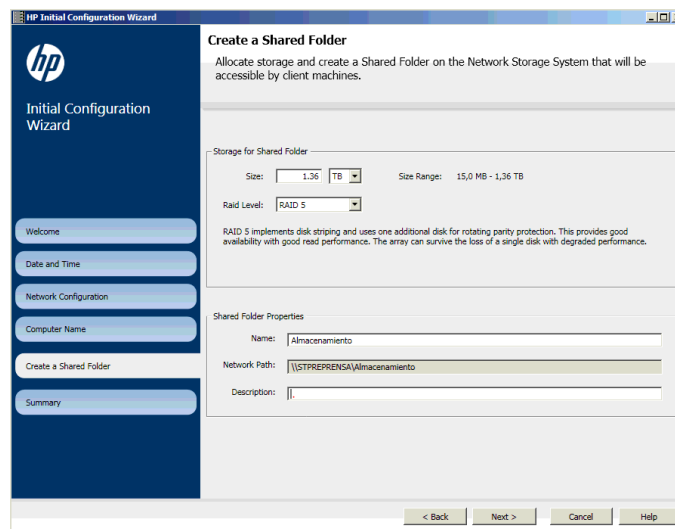 HP Initial Configuration Wizard
hp
Initial Configuration
Wizard
Welcome
Date and Time
Network Configuration
Computer Name
Create a Shared Folder
Summary
Create a Shared Folder
Allocate storage and create a Shared Folder on the Network Storage System that will be
accessible by client machines.
Storage for Shared Folder
Size: 1.36 TB Size Range: 15,0 MB - 1,36 TB
Raid Level: RAID 5
RAID 5 implements disk striping and uses one additional disk for rotating parity protection. This provides good
availability with good read performance. The array can survive the loss of a single disk with degraded performance.
Shared Folder Properties
Name: Almacenamiento
Network Path: \\STPREPRENSA\Almacenamiento
Description: .
< Back Next > Cancel Help